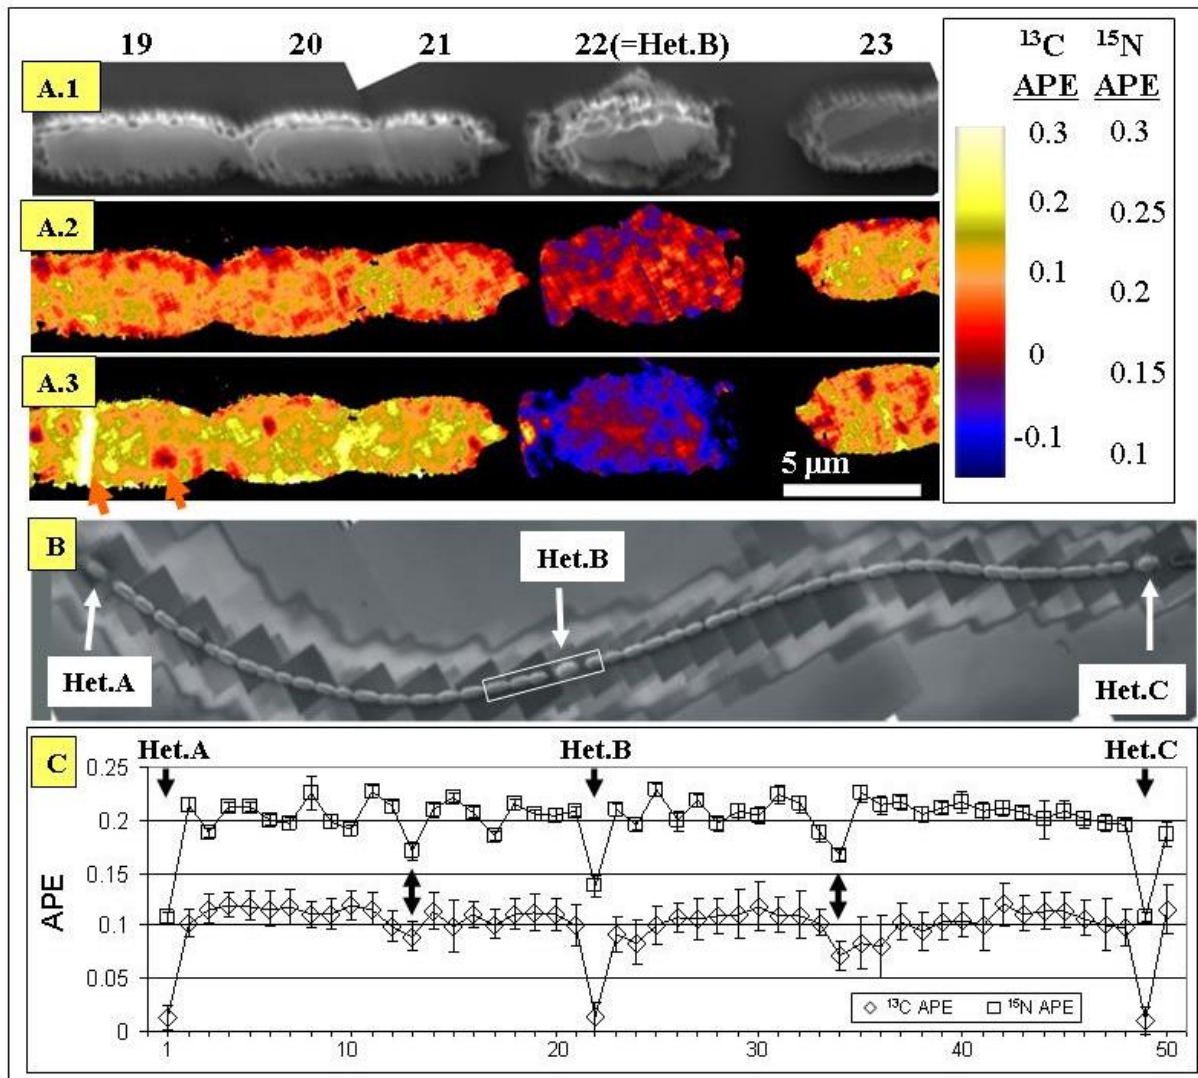 19 20 21 22(=Het.B) 23
A.1
A.2
A.3
5 μm
¹³C ¹⁵N
APE APE
0.3 0.3
0.2 0.25
0.1 0.2
0 0.15
-0.1 0.1
B
Het.A
Het.B
Het.C
C
Het.A Het.B Het.C
APE
0.25
0.2
0.15
0.1
0.05
0
1 10 20 30 40 50
¹³C APE ¹⁵N APE